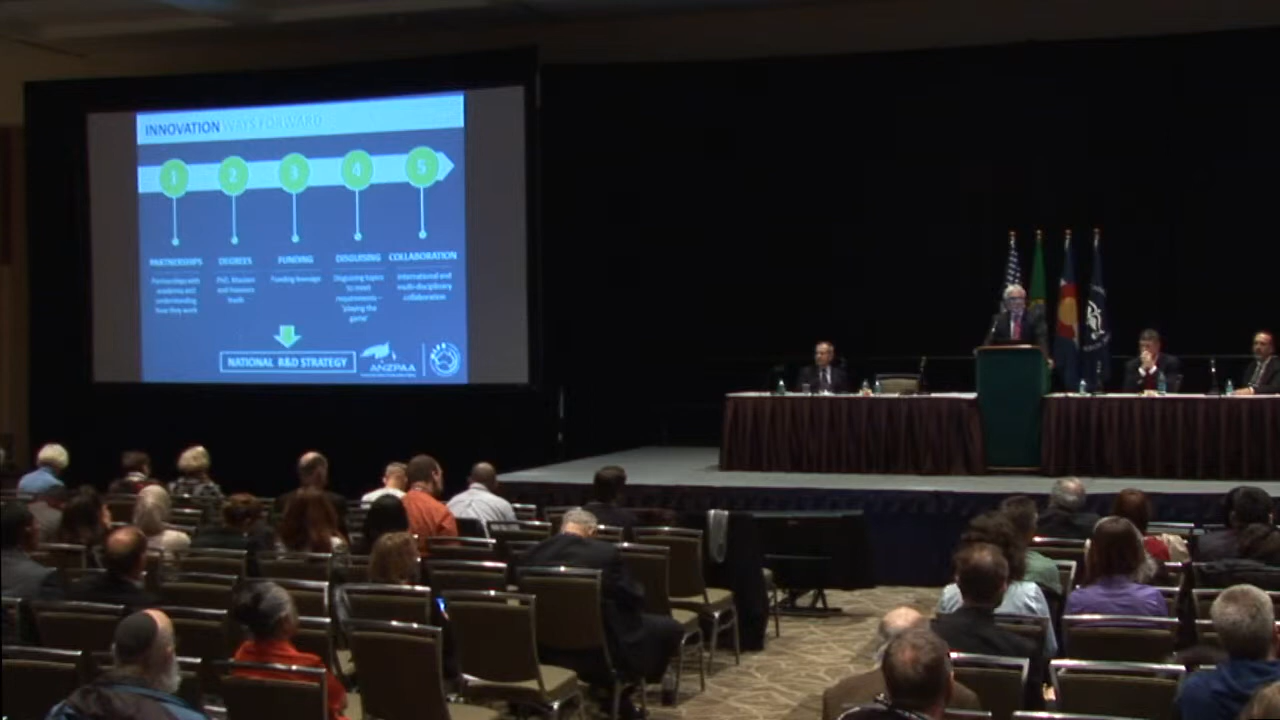 INNOVATION WAYS FORWARD
1 2 3 4 5
PARTNERSHIPS
Partnerships with
academia and
understanding
how they work
DEGREES
PhD, Masters
and Honours
levels
FUNDING
Funding leverage
DISGUISING
Disguising topics
to meet
requirements –
'playing the
game'
COLLABORATION
International and
multi-disciplinary
collaboration
NATIONAL R&D STRATEGY
ANZPAA